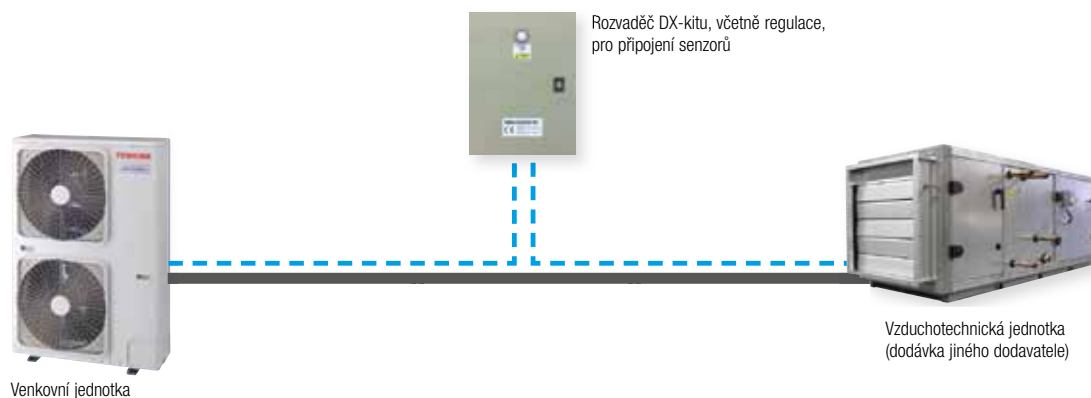 Rozvaděč DX-kitu, včetně regulace,
pro připojení senzorů
TOSHIBA
Vzduchotechnická jednotka
(dodávka jiného dodavatele)
Venkovní jednotka